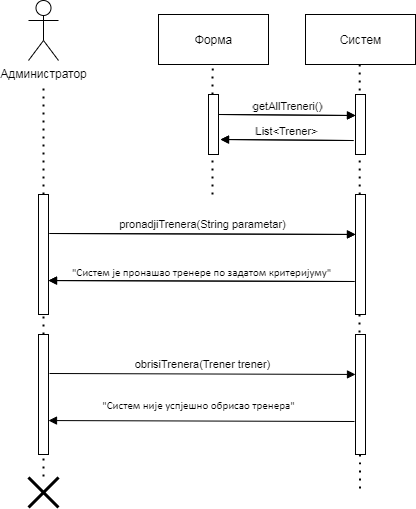 Форма
Систем
Администратор
getAllTreneri()
List<Trener>
pronadjiTrenera(String parametar)
"Систем је пронашао тренере по задатом критеријуму"
obrisiTrenera(Trener trener)
"Систем није успјешно обрисао тренера"